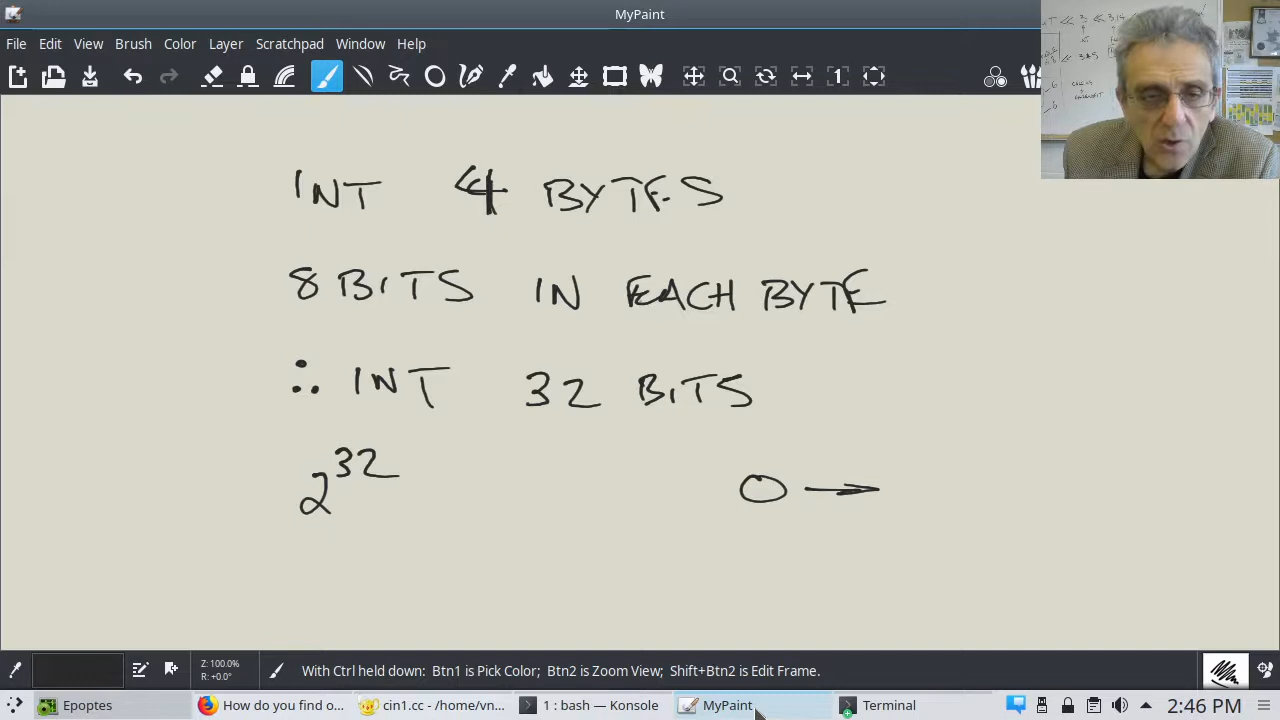 MyPaint
File Edit View Brush Color Layer Scratchpad Window Help
INT 4 BYTES
8 BITS IN EACH BYTE
∴ INT 32 BITS
2^32 0 →
Z: 100.0%
R: +0.0°
With Ctrl held down: Btn1 is Pick Color; Btn2 is Zoom View; Shift+Btn2 is Edit Frame.
Epoptes How do you find o... cin1.cc - /home/vn... 1 : bash — Konsole MyPaint Terminal 2:46 PM